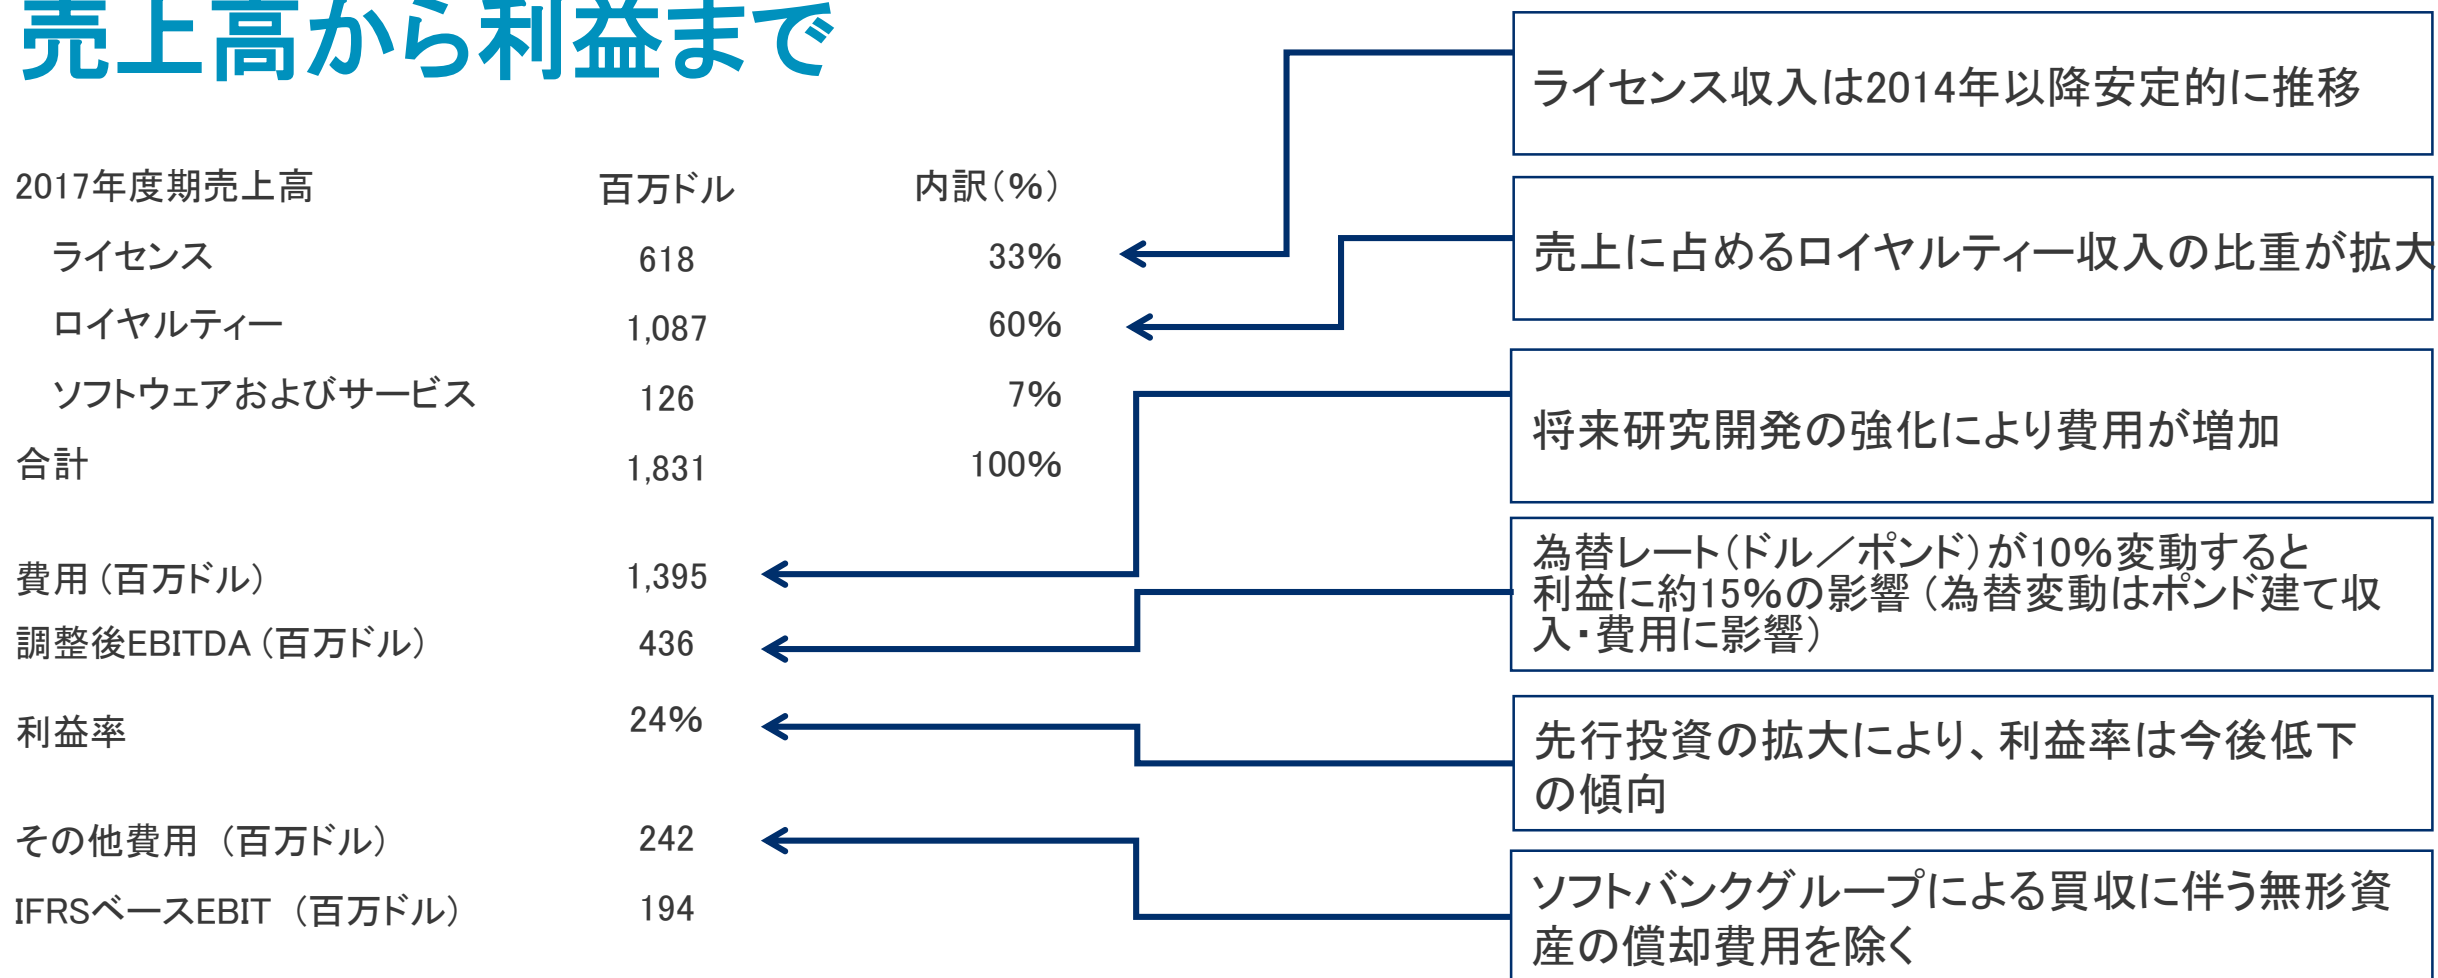 売上高から利益まで
2017年度期売上高 百万ドル 内訳(%)
ライセンス 618 33%
ロイヤルティー 1,087 60%
ソフトウェアおよびサービス 126 7%
合計 1,831 100%
費用(百万ドル) 1,395
調整後EBITDA(百万ドル) 436
利益率 24%
その他費用 (百万ドル) 242
IFRSベースEBIT (百万ドル) 194
ライセンス収入は2014年以降安定的に推移
売上に占めるロイヤルティー収入の比重が拡大
将来研究開発の強化により費用が増加
為替レート(ドル/ポンド)が10%変動すると
利益に約15%の影響(為替変動はポンド建て収
入・費用に影響)
先行投資の拡大により、利益率は今後低下
の傾向
ソフトバンクグループによる買収に伴う無形資
産の償却費用を除く